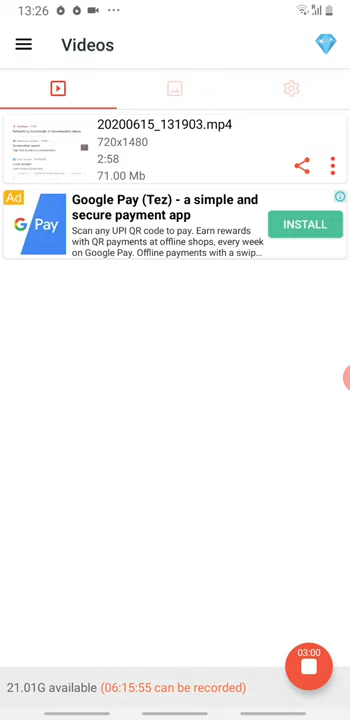 13:26
Videos
20200615_131903.mp4
720x1480
2:58
71.00 Mb
Ad
Google Pay (Tez) - a simple and
secure payment app
G Pay
Scan any UPI QR code to pay. Earn rewards
with QR payments at offline shops, every week
on Google Pay. Offline payments with a swip...
INSTALL
03:00
21.01G available (06:15:55 can be recorded)